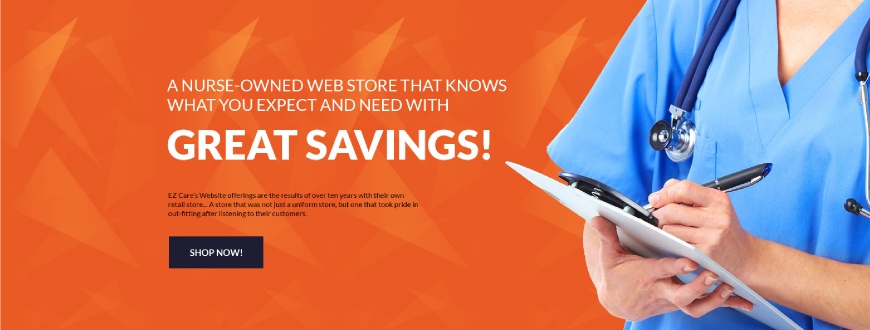 A NURSE-OWNED WEB STORE THAT KNOWS
WHAT YOU EXPECT AND NEED WITH
GREAT SAVINGS!
EZ Care's Website offerings are the results of over ten years with their own
retail store... A store that was not just a uniform store, but one that took pride in
out-fitting after listening to their customers.
SHOP NOW!